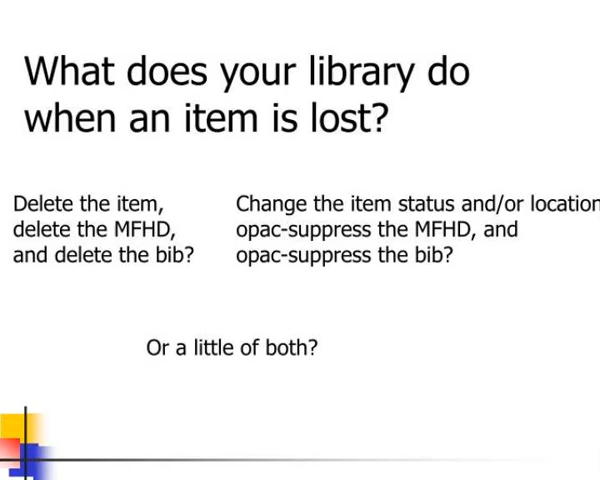 What does your library do
when an item is lost?
Delete the item,
delete the MFHD,
and delete the bib?
Change the item status and/or location
opac-suppress the MFHD, and
opac-suppress the bib?
Or a little of both?